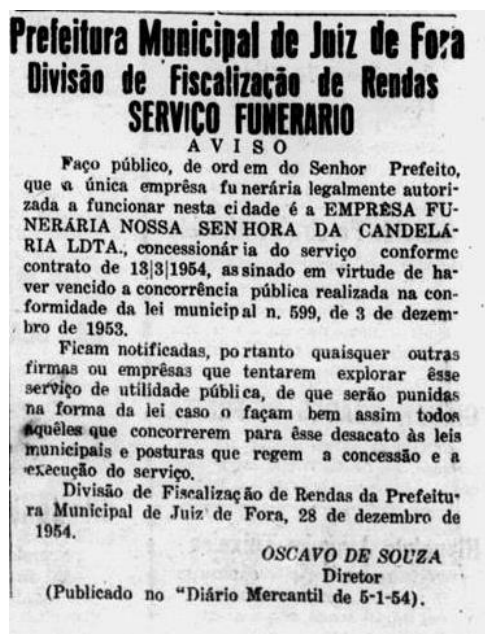 Prefeitura Municipal de Juiz de Fora
Divisão de Fiscalização de Rendas
SERVIÇO FUNERARIO
AVISO
Faço público, de ordem do Senhor Prefeito,
que a única emprêsa funerária legalmente autori-
zada a funcionar nesta cidade é a EMPRÊSA FU-
NERÁRIA NOSSA SENHORA DA CANDELÁ-
RIA LDTA., concessionária do serviço conforme
contrato de 13|3|1954, assinado em virtude de ha-
ver vencido a concorrência pública realizada na con-
formidade da lei municipal n. 599, de 3 de dezem-
bro de 1953.
Ficam notificadas, portanto quaisquer outras
firmas ou emprêsas que tentarem explorar êsse
serviço de utilidade pública, de que serão punidas
na forma da lei caso o façam bem assim todos
aquêles que concorrerem para êsse desacato às leis
municipais e posturas que regem a concessão e a
execução do serviço.
Divisão de Fiscalização de Rendas da Prefeitu-
ra Municipal de Juiz de Fora, 28 de dezembro de
1954.
OSCAVO DE SOUZA
Diretor
(Publicado no "Diário Mercantil de 5-1-54).